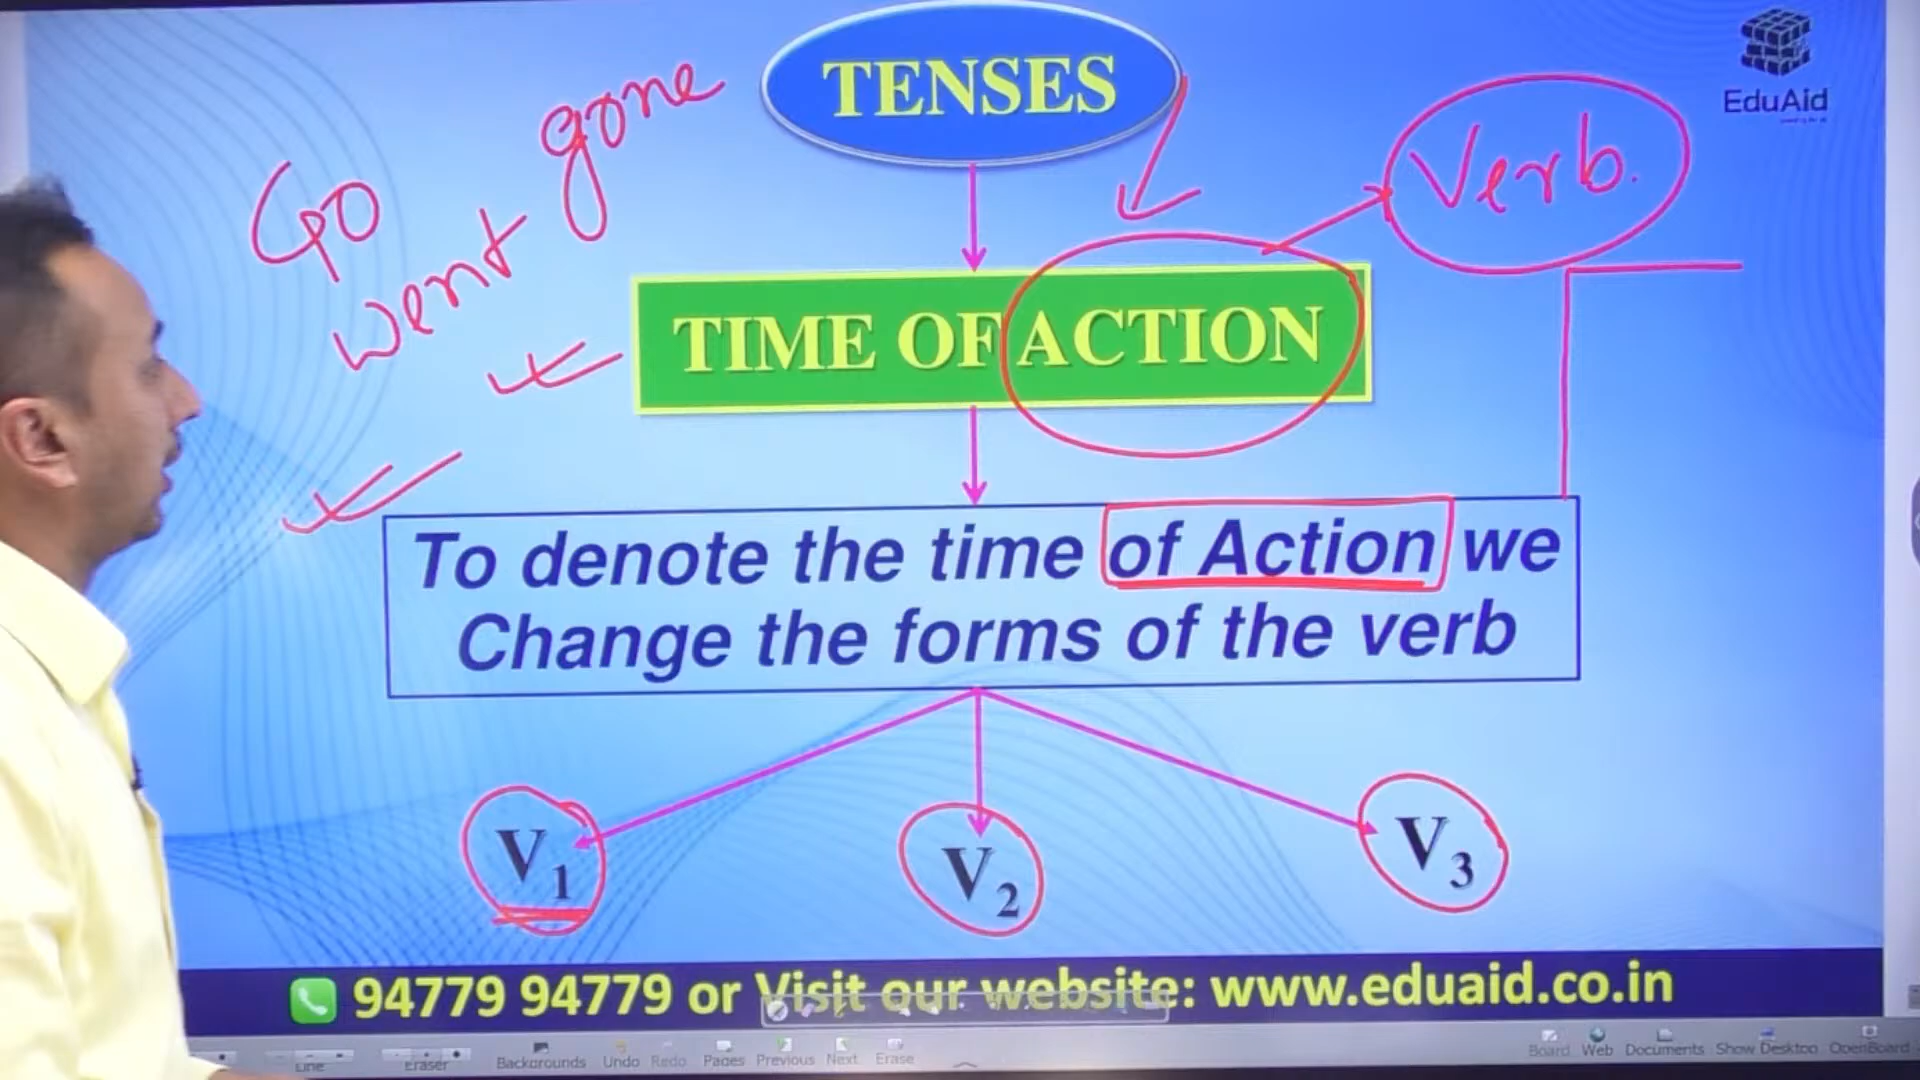 TENSES
EduAid
Go
went
gone
Verb.
TIME OF ACTION
To denote the time of Action we
Change the forms of the verb
V1
V2
V3
94779 94779 or Visit our website: www.eduaid.co.in
Line
Eraser
Backgrounds
Undo
Redo
Pages
Previous
Next
Erase
Board
Web
Documents
Show Desktop
OpenBoard